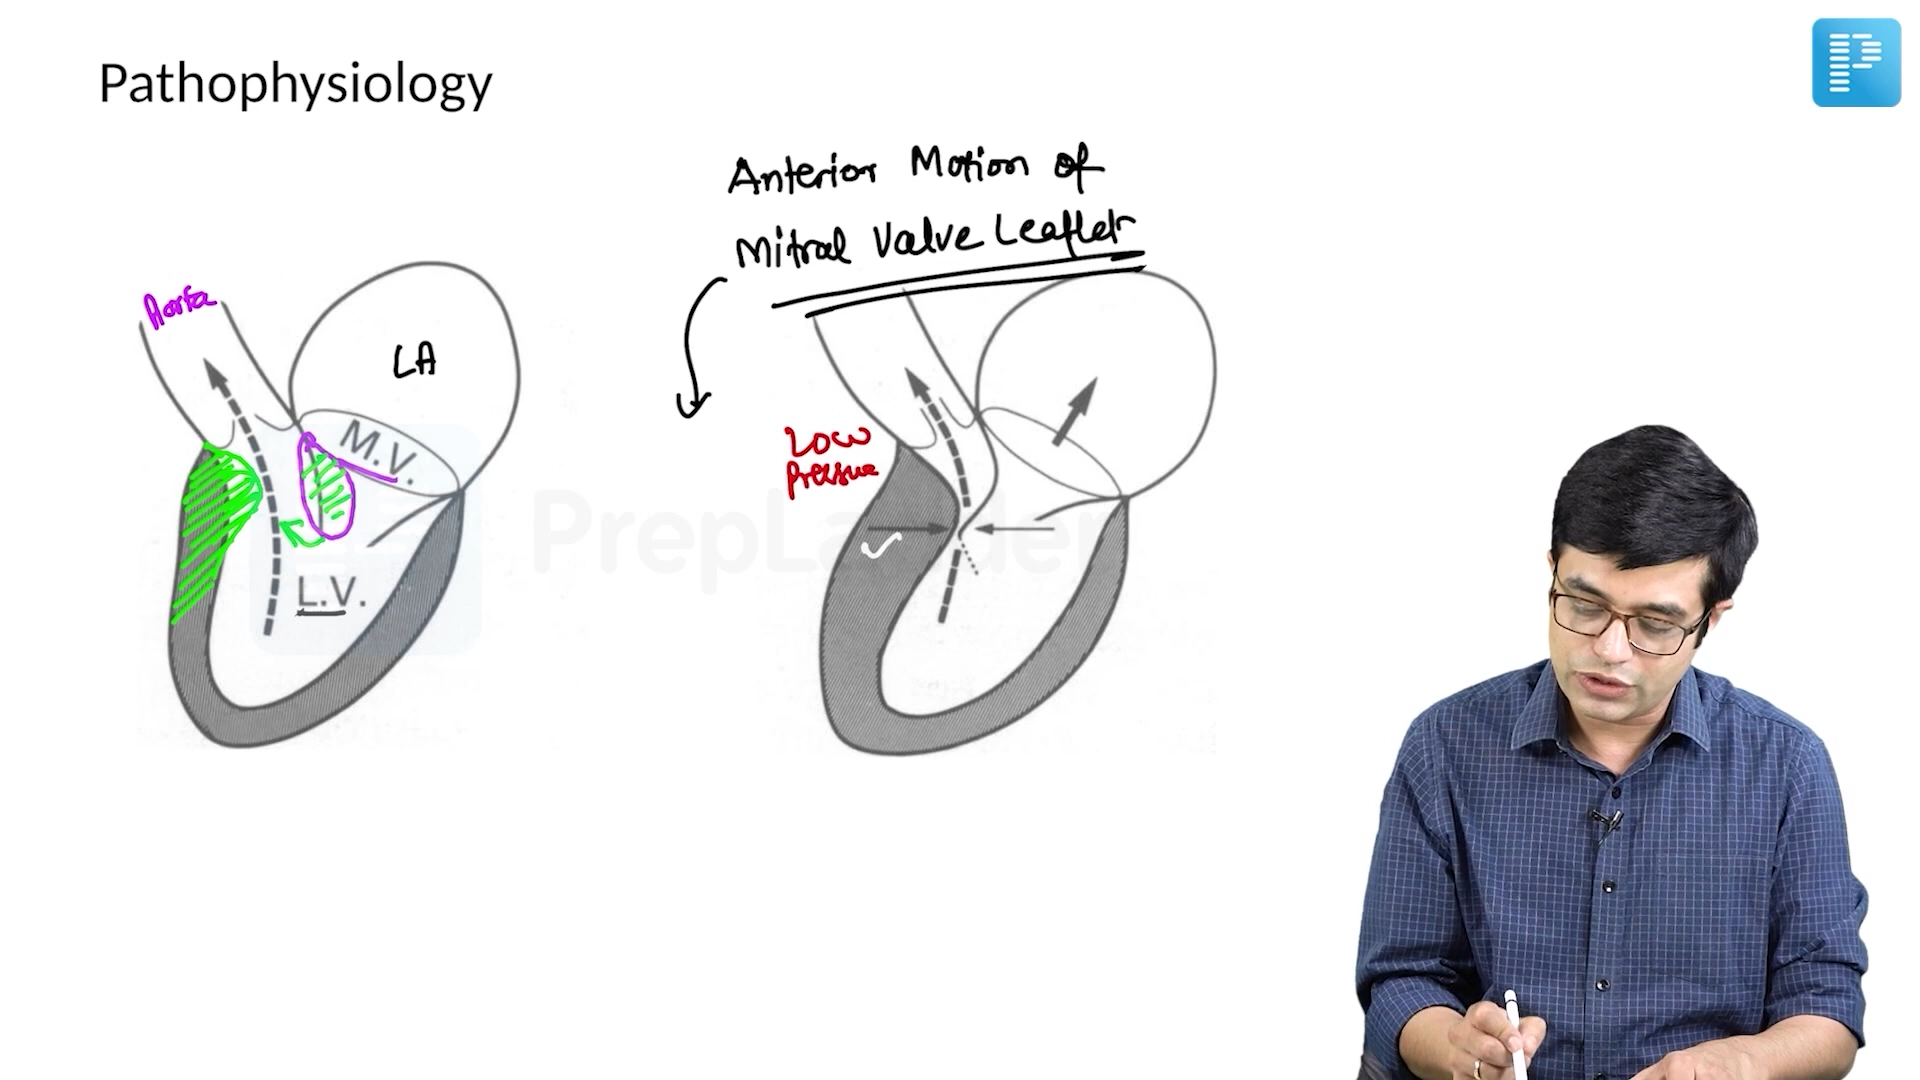 Pathophysiology
Anterior Motion of
Mitral Valve Leaflet
Aorta
LA
M.V.
Low
Pressure
PrepLadder
L.V.